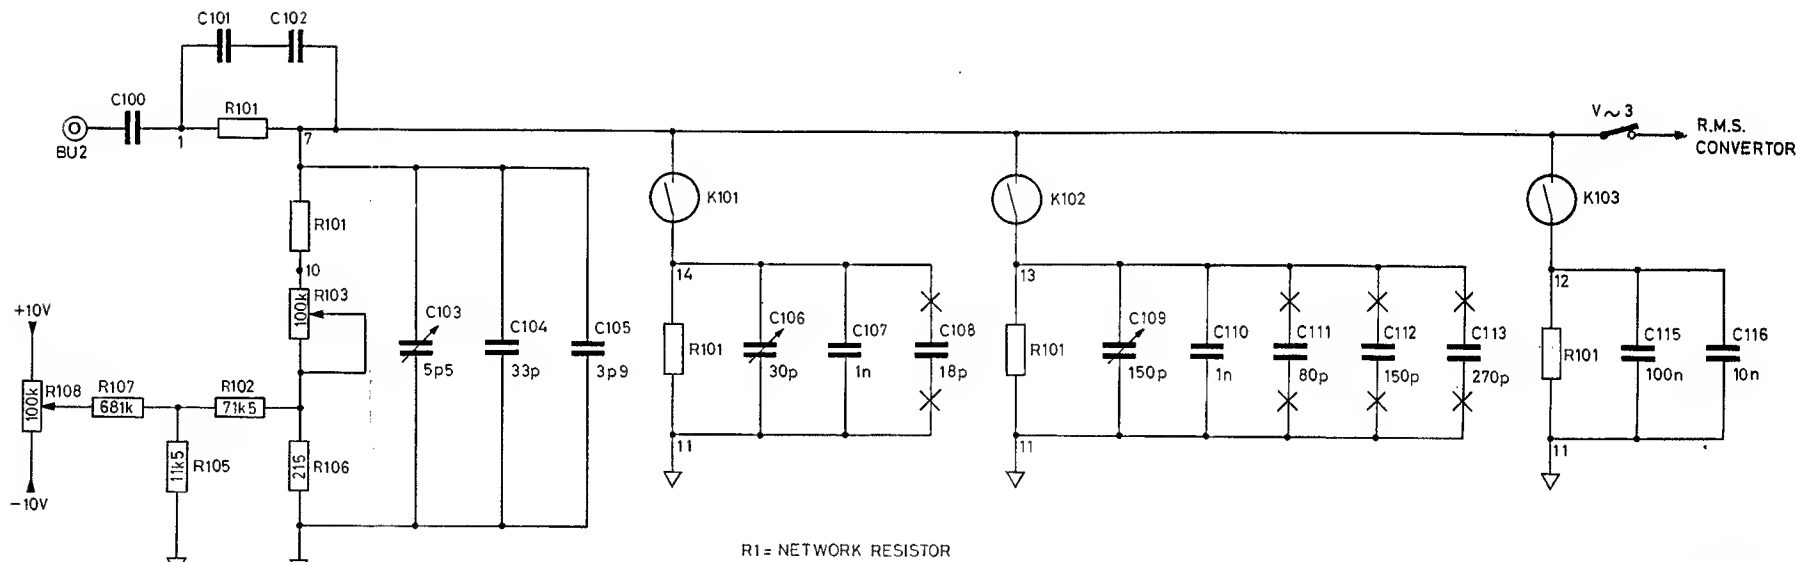 C101
C102
C100
R101
BU2
1
7
V~3
R.M.S.
CONVERTOR
K101
K102
K103
R101
10
R103
100k
+10V
-10V
R108
100k
R107
681k
R102
71k5
R105
11k5
R106
215
C103
5p5
C104
33p
C105
3p9
14
R101
C106
30p
C107
1n
C108
18p
11
13
R101
C109
150p
C110
1n
C111
80p
C112
150p
C113
270p
11
12
R101
C115
100n
C116
10n
11
R1= NETWORK RESISTOR